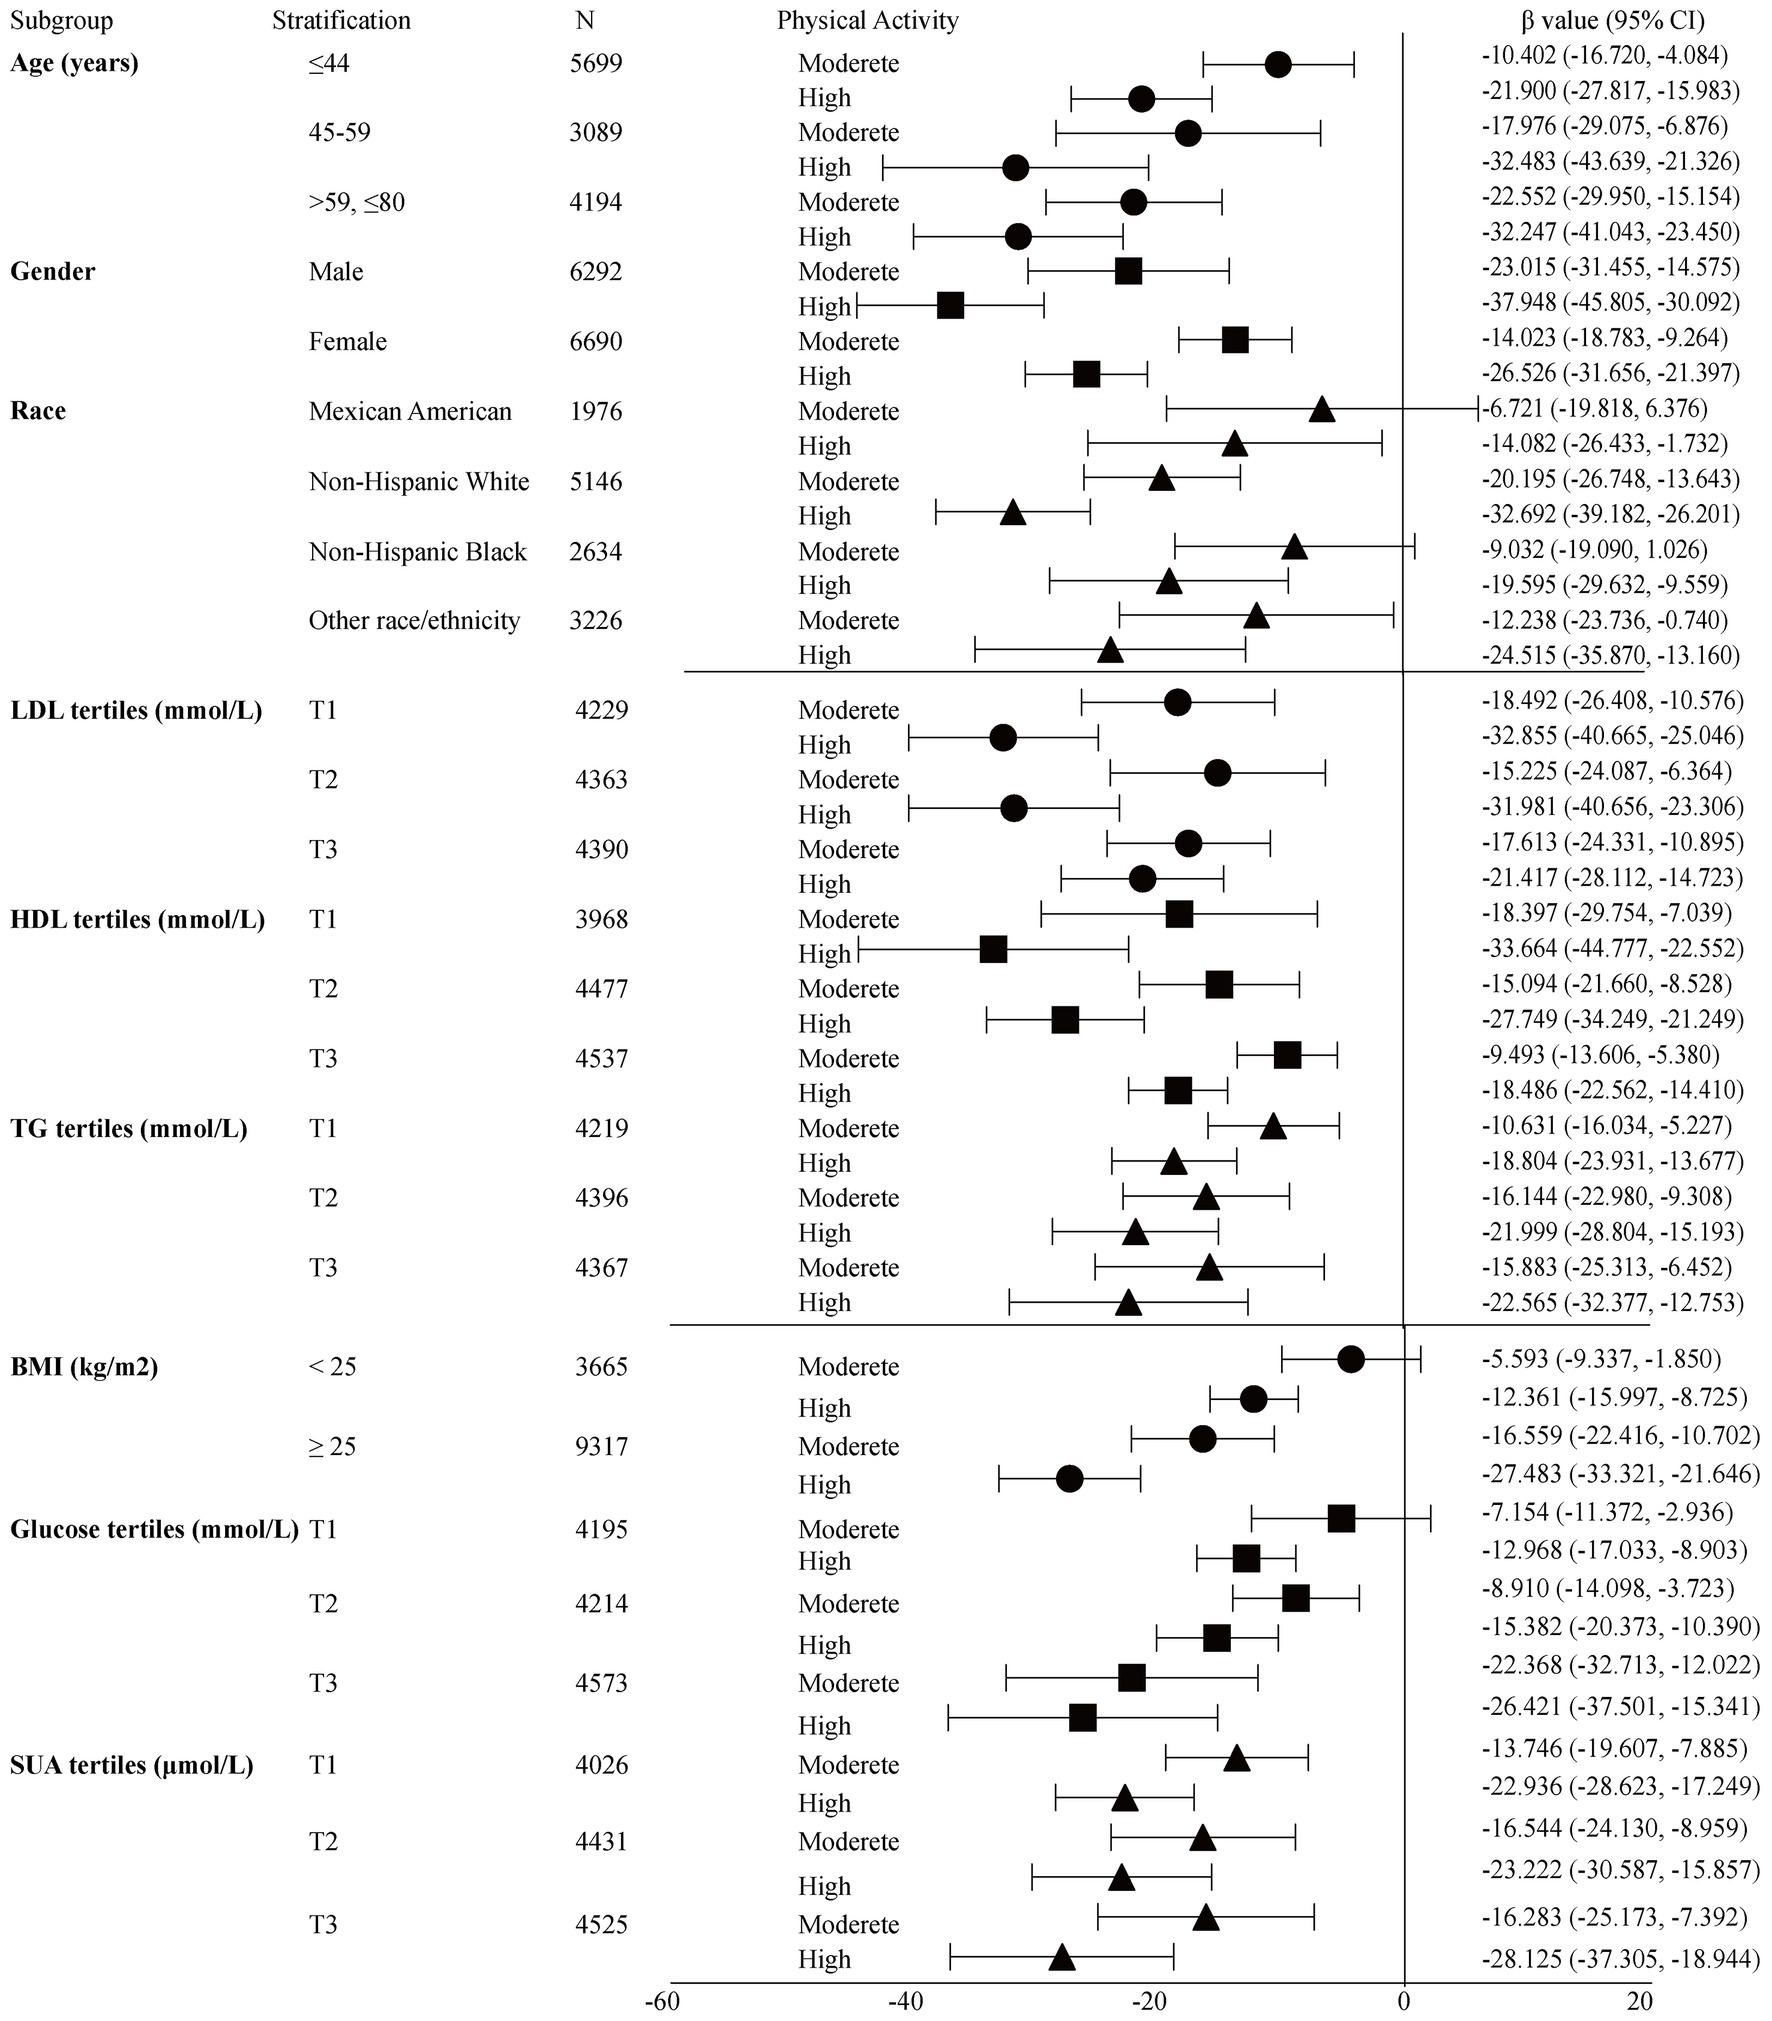 Subgroup Stratification N Physical Activity β value (95% CI)
Age (years) ≤44 5699 Moderete -10.402 (-16.720, -4.084)
High -21.900 (-27.817, -15.983)
45-59 3089 Moderete -17.976 (-29.075, -6.876)
High -32.483 (-43.639, -21.326)
>59, ≤80 4194 Moderete -22.552 (-29.950, -15.154)
High -32.247 (-41.043, -23.450)
Gender Male 6292 Moderete -23.015 (-31.455, -14.575)
High -37.948 (-45.805, -30.092)
Female 6690 Moderete -14.023 (-18.783, -9.264)
High -26.526 (-31.656, -21.397)
Race Mexican American 1976 Moderete -6.721 (-19.818, 6.376)
High -14.082 (-26.433, -1.732)
Non-Hispanic White 5146 Moderete -20.195 (-26.748, -13.643)
High -32.692 (-39.182, -26.201)
Non-Hispanic Black 2634 Moderete -9.032 (-19.090, 1.026)
High -19.595 (-29.632, -9.559)
Other race/ethnicity 3226 Moderete -12.238 (-23.736, -0.740)
High -24.515 (-35.870, -13.160)
LDL tertiles (mmol/L) T1 4229 Moderete -18.492 (-26.408, -10.576)
High -32.855 (-40.665, -25.046)
T2 4363 Moderete -15.225 (-24.087, -6.364)
High -31.981 (-40.656, -23.306)
T3 4390 Moderete -17.613 (-24.331, -10.895)
High -21.417 (-28.112, -14.723)
HDL tertiles (mmol/L) T1 3968 Moderete -18.397 (-29.754, -7.039)
High -33.664 (-44.777, -22.552)
T2 4477 Moderete -15.094 (-21.660, -8.528)
High -27.749 (-34.249, -21.249)
T3 4537 Moderete -9.493 (-13.606, -5.380)
High -18.486 (-22.562, -14.410)
TG tertiles (mmol/L) T1 4219 Moderete -10.631 (-16.034, -5.227)
High -18.804 (-23.931, -13.677)
T2 4396 Moderete -16.144 (-22.980, -9.308)
High -21.999 (-28.804, -15.193)
T3 4367 Moderete -15.883 (-25.313, -6.452)
High -22.565 (-32.377, -12.753)
BMI (kg/m2) < 25 3665 Moderete -5.593 (-9.337, -1.850)
High -12.361 (-15.997, -8.725)
≥ 25 9317 Moderete -16.559 (-22.416, -10.702)
High -27.483 (-33.321, -21.646)
Glucose tertiles (mmol/L) T1 4195 Moderete -7.154 (-11.372, -2.936)
High -12.968 (-17.033, -8.903)
T2 4214 Moderete -8.910 (-14.098, -3.723)
High -15.382 (-20.373, -10.390)
T3 4573 Moderete -22.368 (-32.713, -12.022)
High -26.421 (-37.501, -15.341)
SUA tertiles (μmol/L) T1 4026 Moderete -13.746 (-19.607, -7.885)
High -22.936 (-28.623, -17.249)
T2 4431 Moderete -16.544 (-24.130, -8.959)
High -23.222 (-30.587, -15.857)
T3 4525 Moderete -16.283 (-25.173, -7.392)
High -28.125 (-37.305, -18.944)
-60 -40 -20 0 20